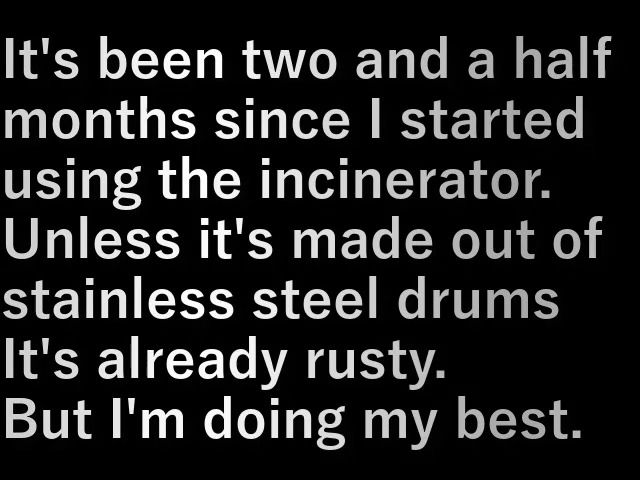 It's been two and a half
months since I started
using the incinerator.
Unless it's made out of
stainless steel drums
It's already rusty.
But I'm doing my best.